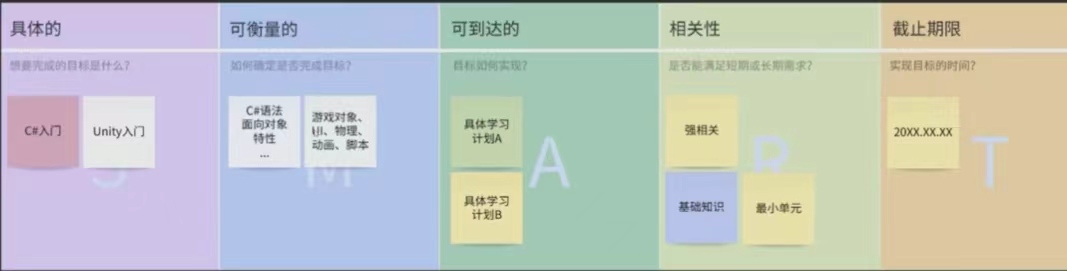 具体的
可衡量的
可到达的
相关性
截止期限
想要完成的目标是什么?
如何确定是否完成目标?
目标如何实现?
是否能满足短期或长期需求?
实现目标的时间?
C#入门
Unity入门
C#语法
面向对象
特性
...
游戏对象、
UI、物理、
动画、脚本
具体学习
计划A
具体学习
计划B
强相关
基础知识
最小单元
20XX.XX.XX
S
M
A
R
T